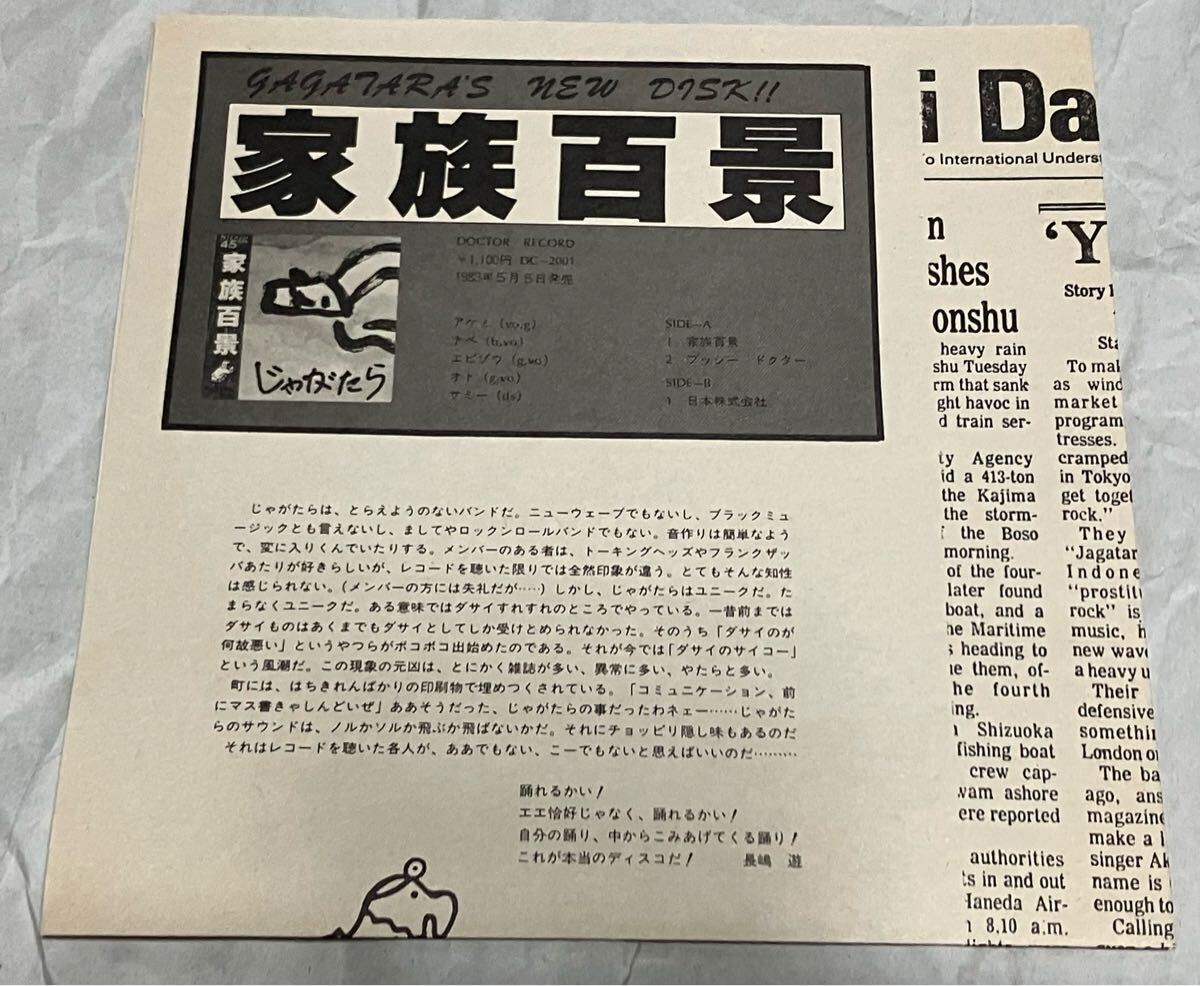 GAGATARA'S NEW DISK!!
家族百景
45
家族百景
じゃがたら
DOCTOR RECORD
¥1,100円 DC-2001
1983年5月5日発売
アケミ (vo,g)
ナベ (b,vo)
エビゾウ (g,vo)
オト (g,vo)
サミー (ds)
SIDE-A
1 家族百景
2 プッシー ドクター
SIDE-B
1 日本株式会社
じゃがたらは、とらえようのないバンドだ。ニューウェーブでもないし、ブラックミュ
ージックとも言えないし、ましてやロックンロールバンドでもない。音作りは簡単なよう
で、変に入りくんでいたりする。メンバーのある者は、トーキングヘッズやフランクザッ
パあたりが好きらしいが、レコードを聴いた限りでは全然印象が違う。とてもそんな知性
は感じられない。(メンバーの方には失礼だが‥‥)しかし、じゃがたらはユニークだ。た
まらなくユニークだ。ある意味ではダサイすれすれのところでやっている。一昔前までは
ダサイものはあくまでもダサイとしてしか受けとめられなかった。そのうち「ダサイのが
何故悪い」というやつらがボコボコ出始めたのである。それが今では「ダサイのサイコー」
という風潮だ。この現象の元凶は、とにかく雑誌が多い、異常に多い、やたらと多い。
町には、はちきれんばかりの印刷物で埋めつくされている。「コミュニケーション、前
にマス書きゃしんどいぜ」ああそうだった、じゃがたらの事だったわネェー……じゃがた
らのサウンドは、ノルかソルか飛ぶか飛ばないかだ。それにチョッピリ隠し味もあるのだ
それはレコードを聴いた各人が、ああでもない、こーでもないと思えばいいのだ………
踊れるかい!
エエ恰好じゃなく、踊れるかい!
自分の踊り、中からこみあげてくる踊り!
これが本当のディスコだ! 長嶋 遊
i Da
'o International Underst
n
shes
onshu
heavy rain
shu Tuesday
rm that sank
ght havoc in
d train ser-
ty Agency
id a 413-ton
the Kajima
the storm-
f the Boso
morning.
of the four-
later found
boat, and a
he Maritime
s heading to
ne them, of-
he fourth
ing.
Shizuoka
fishing boat
crew cap-
wam ashore
ere reported
authorities
ts in and out
Haneda Air-
8.10 a.m.
'Y
Story
Sta
To mal
as wind
market
program
tresses.
cramped
in Tokyo
get toget
rock."
They
"Jagatar
Indone
"prostitu
rock" is
music, h
new wave
a heavy u
Their
defensive
somethin
London or
The ba
ago, ans
magazine
make a l
singer Ak
name is
enough to
Calling